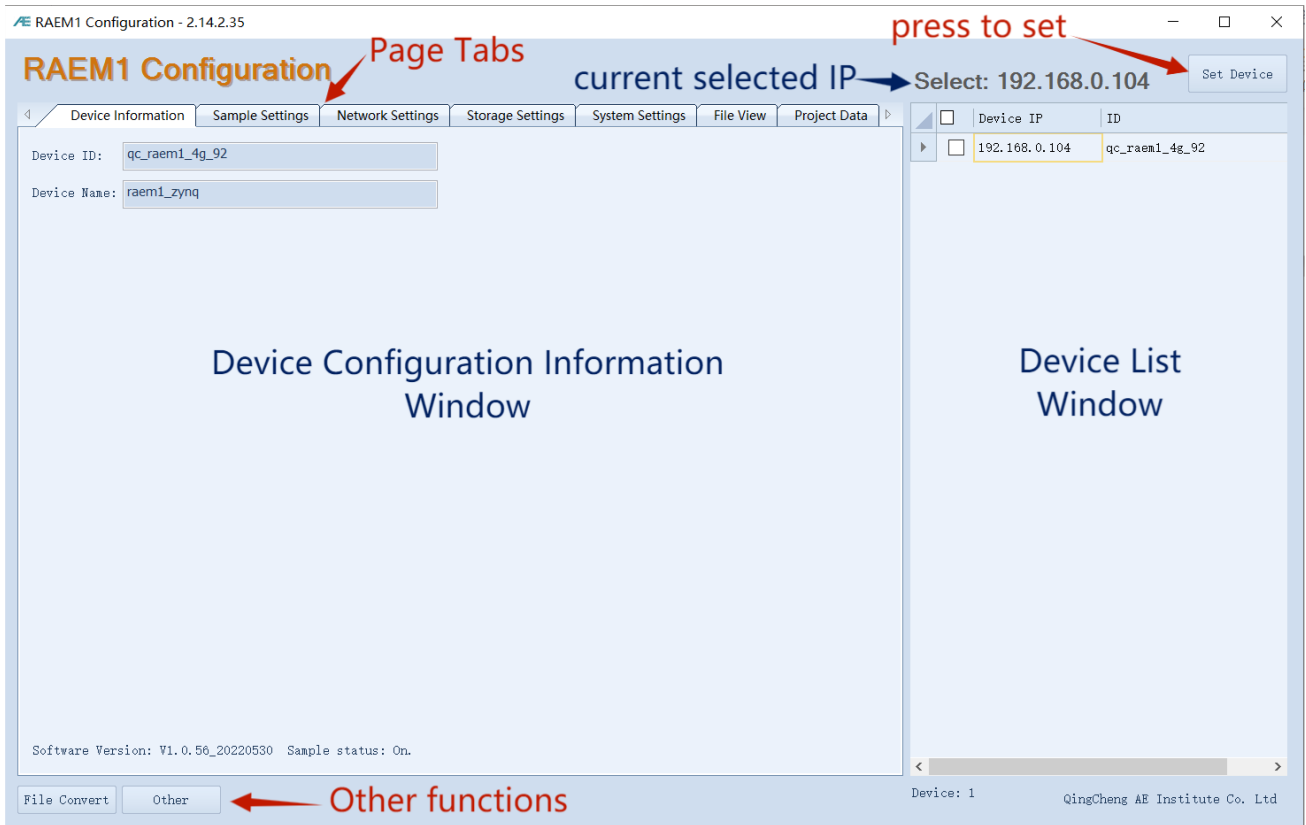 Æ RAEM1 Configuration - 2.14.2.35
press to set
RAEM1 Configuration
Page Tabs
current selected IP
Select: 192.168.0.104
Set Device
Device Information Sample Settings Network Settings Storage Settings System Settings File View Project Data
Device IP ID
Device ID: qc_raem1_4g_92
192.168.0.104 qc_raem1_4g_92
Device Name: raem1_zynq
Device Configuration Information
Window
Device List
Window
Software Version: V1.0.56_20220530 Sample status: On.
File Convert Other
Other functions
Device: 1
QingCheng AE Institute Co. Ltd